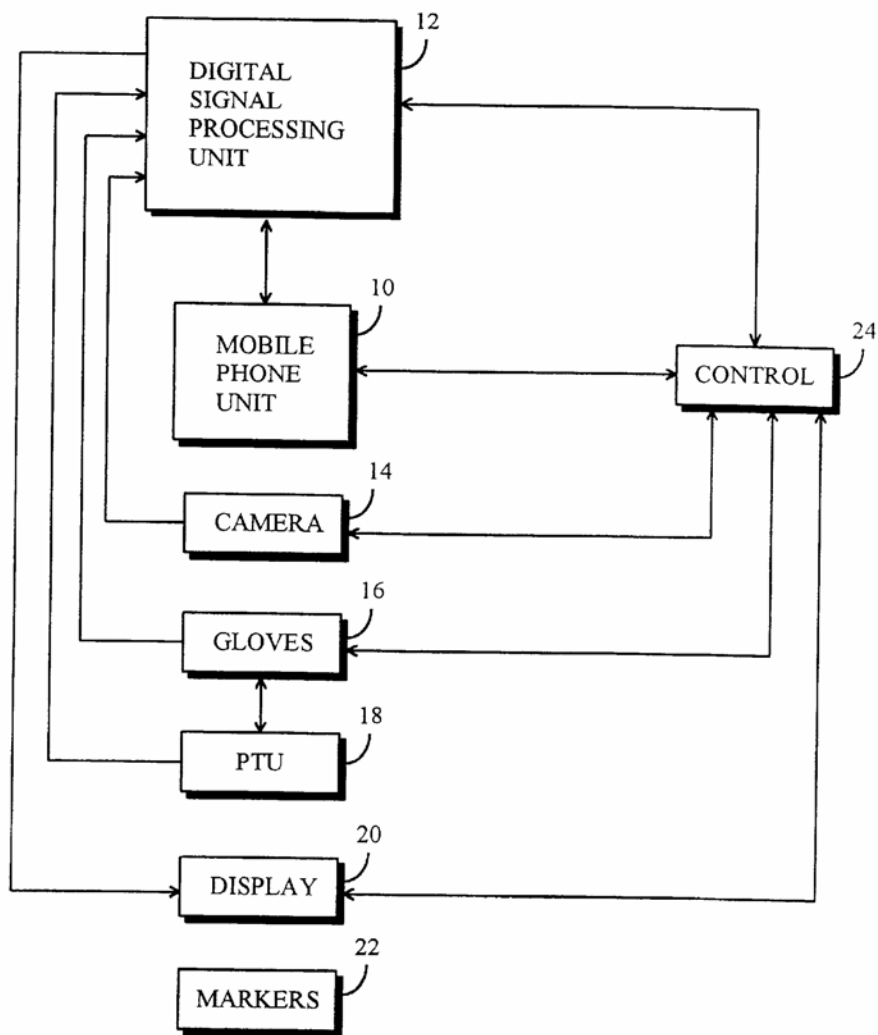 12
DIGITAL
SIGNAL
PROCESSING
UNIT
10
MOBILE
PHONE
UNIT
24
CONTROL
14
CAMERA
16
GLOVES
18
PTU
20
DISPLAY
22
MARKERS